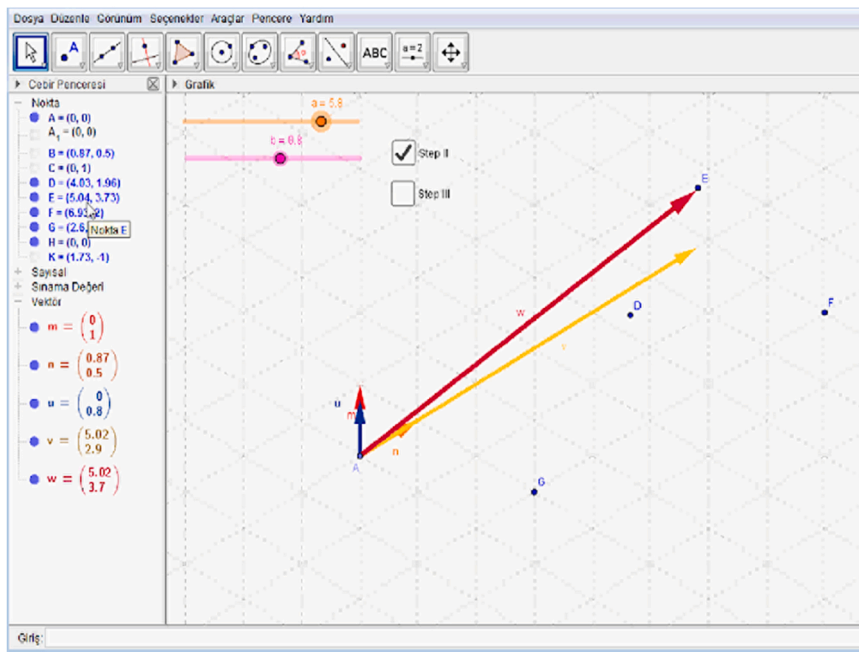 Dosya Düzenle Görünüm Seçenekler Araçlar Pencere Yardım
A
ABC
a=2
Cebir Penceresi
Grafik
Nokta
A = (0, 0)
A1 = (0, 0)
B = (0.87, 0.5)
C = (0, 1)
D = (4.03, 1.96)
E = (5.04, 3.73)
F = (6.93, 2)
G = (2.6,
Nokta E
H = (0, 0)
K = (1.73, -1)
Sayısal
Sınama Değeri
Vektör
m = (0
1)
n = (0.87
0.5)
u = (0
0.8)
v = (5.02
2.9)
w = (5.02
3.7)
a = 5.8
b = 0.8
Step II
Step III
E
w
D
F
v
u
m
n
A
G
Giriş: